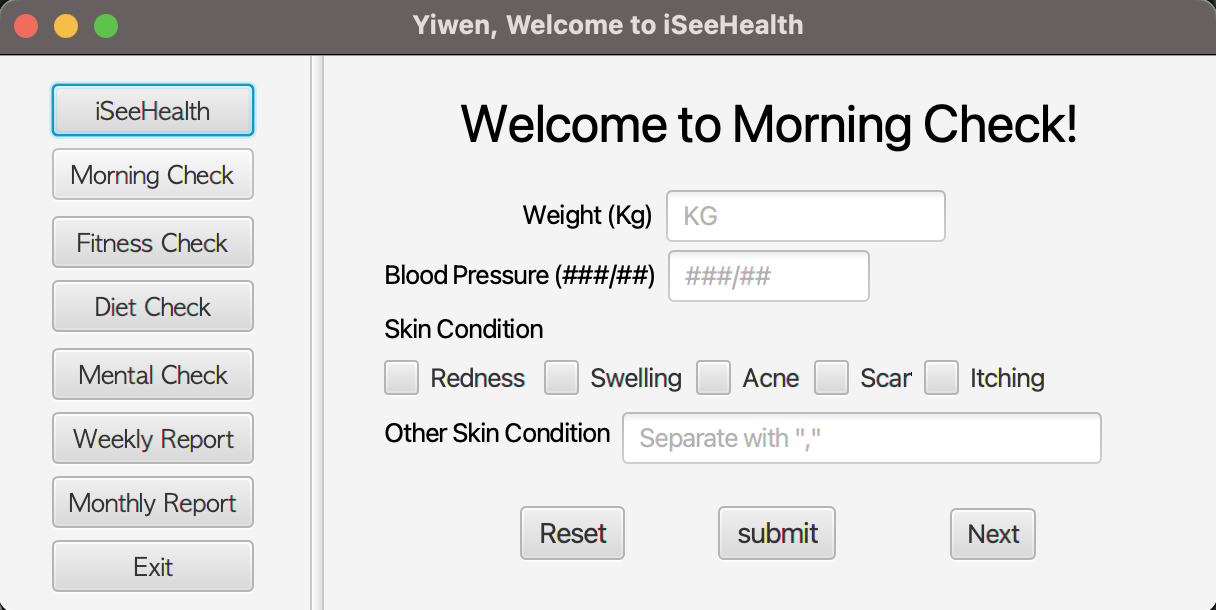 Yiwen, Welcome to iSeeHealth
iSeeHealth
Morning Check
Fitness Check
Diet Check
Mental Check
Weekly Report
Monthly Report
Exit
Welcome to Morning Check!
Weight (Kg) KG
Blood Pressure (###/##) ###/##
Skin Condition
Redness Swelling Acne Scar Itching
Other Skin Condition Separate with ","
Reset submit Next